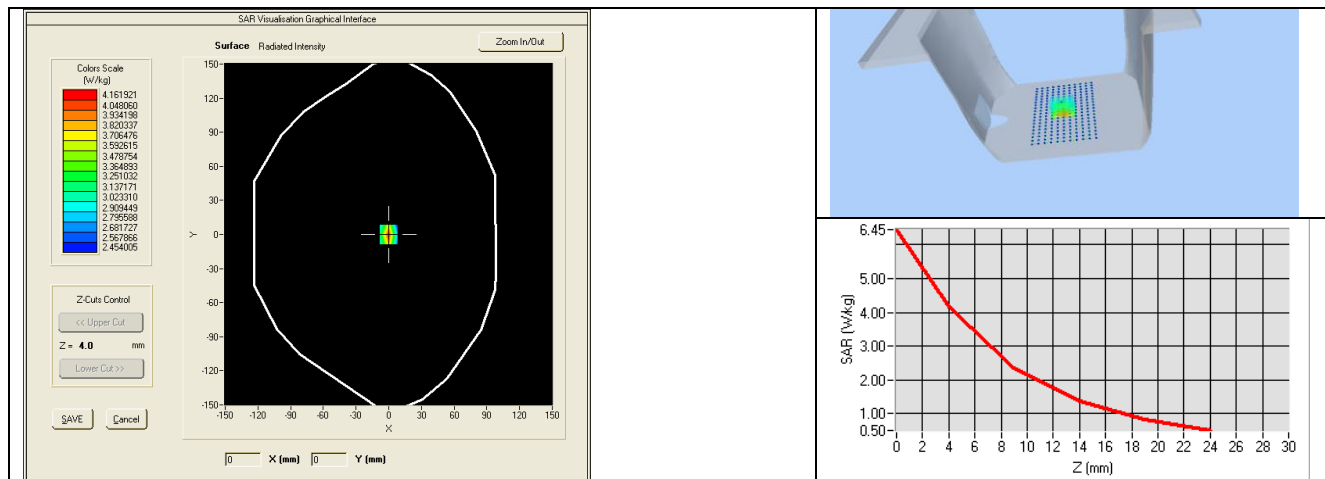 SAR Visualisation Graphical Interface
Surface Radiated Intensity
Zoom In/Out
Colors Scale
(W/kg)
4.161921
4.048060
3.934198
3.820337
3.706476
3.592615
3.478754
3.364893
3.251032
3.137171
3.023310
2.909449
2.795588
2.681727
2.567866
2.454005
Z-Cuts Control
<< Upper Cut
Z = 4.0 mm
Lower Cut >>
SAVE Cancel
150-
120-
90-
60-
30-
0-
-30-
-60-
-90-
-120-
-150-
Y
-150 -120 -90 -60 -30 0 30 60 90 120 150
X
0 X (mm) 0 Y (mm)
6.45-
5.00-
4.00-
3.00-
2.00-
1.00-
0.50-
SAR (W/kg)
0 2 4 6 8 10 12 14 16 18 20 22 24 26 28 30
Z (mm)